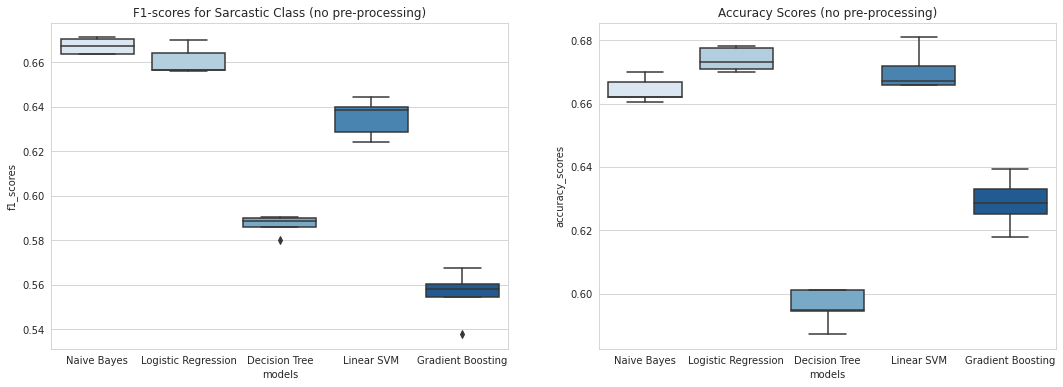 F1-scores for Sarcastic Class (no pre-processing)
f1_scores
0.66
0.64
0.62
0.60
0.58
0.56
0.54
Naive Bayes
Logistic Regression
Decision Tree
Linear SVM
Gradient Boosting
models
Accuracy Scores (no pre-processing)
accuracy_scores
0.68
0.66
0.64
0.62
0.60
Naive Bayes
Logistic Regression
Decision Tree
Linear SVM
Gradient Boosting
models